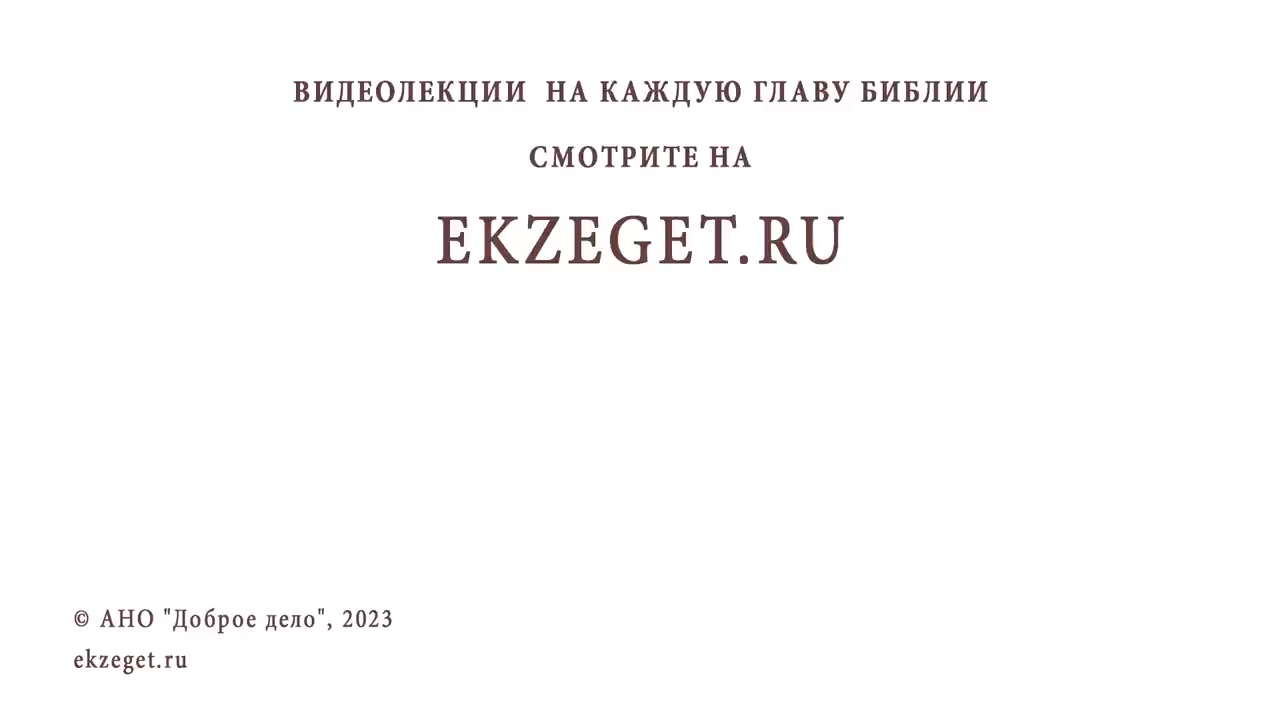 ВИДЕОЛЕКЦИИ НА КАЖДУЮ ГЛАВУ БИБЛИИ
СМОТРИТЕ НА
EKZEGET.RU
© АНО "Доброе дело", 2023
ekzeget.ru